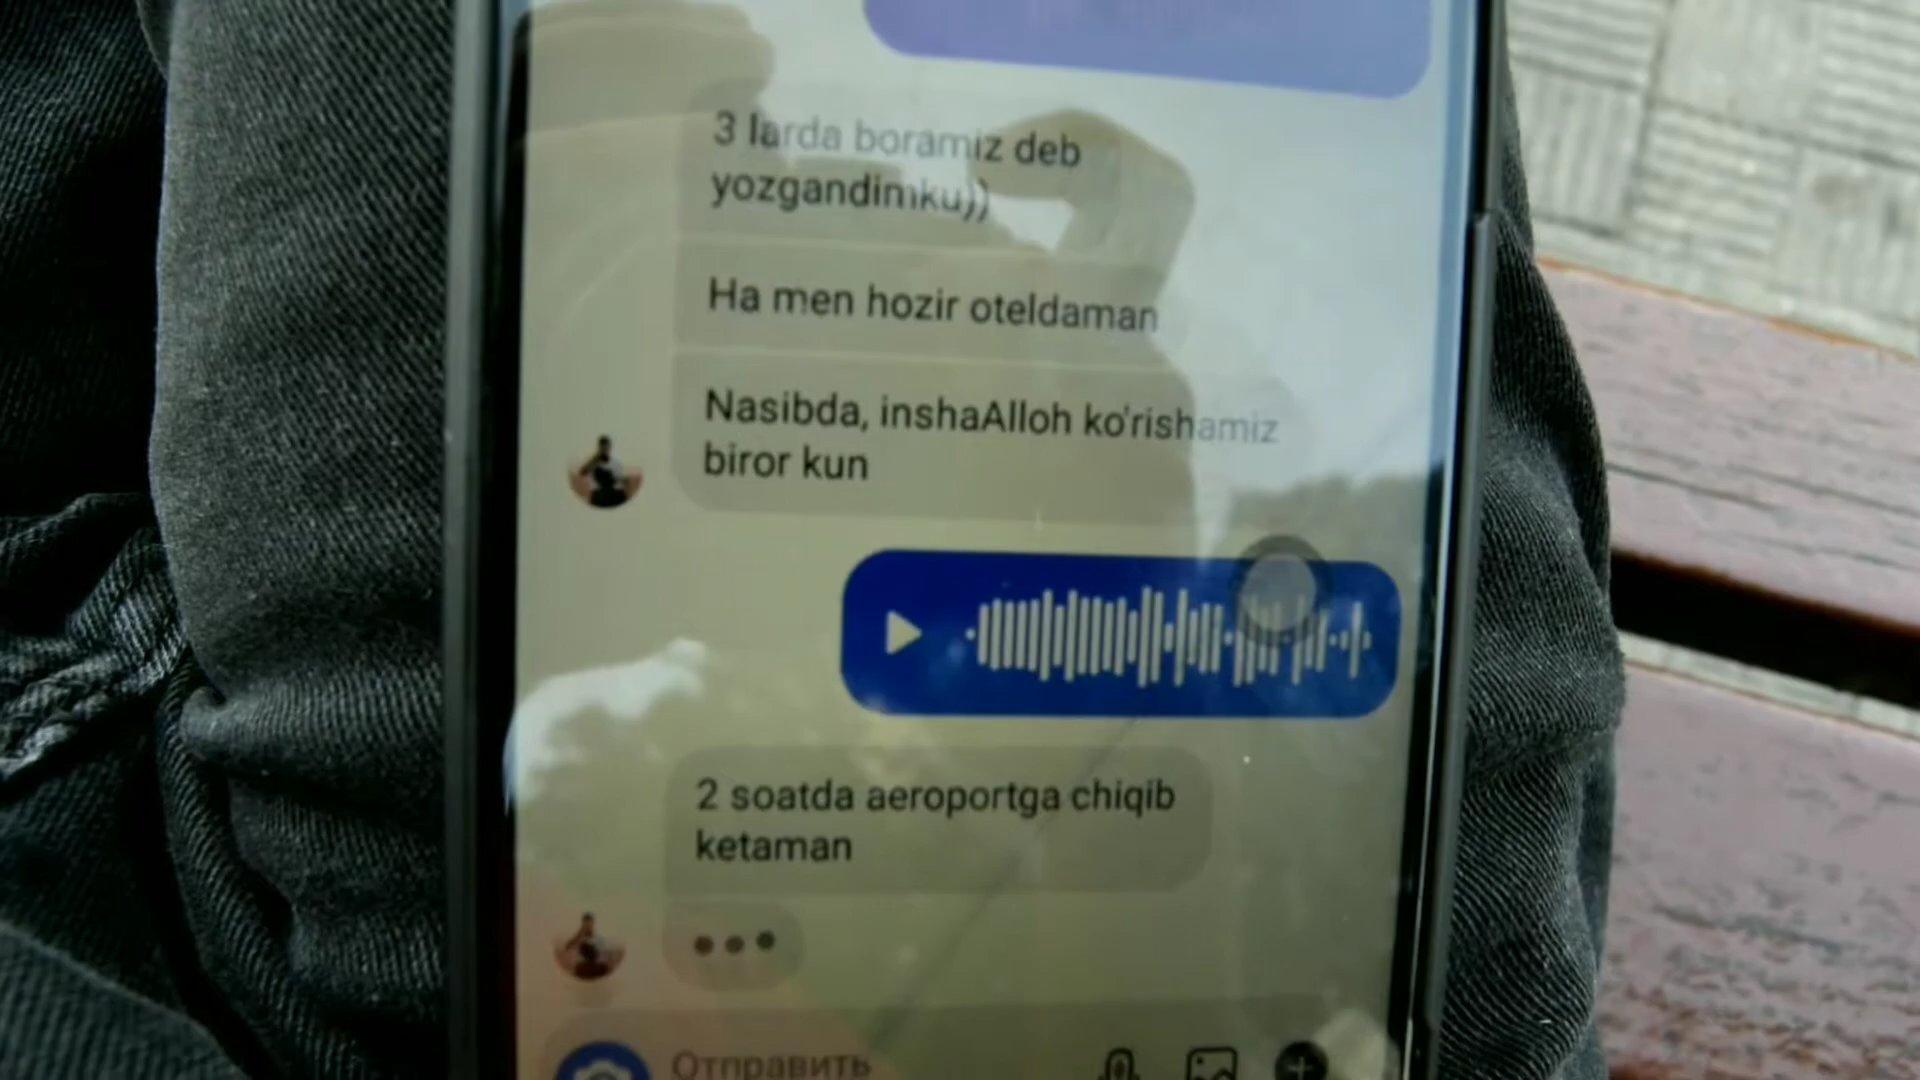 3 larda boramiz deb
yozgandimku))
Ha men hozir oteldaman
Nasibda, inshaAlloh ko'rishamiz
biror kun
2 soatda aeroportga chiqib
ketaman
Отправить